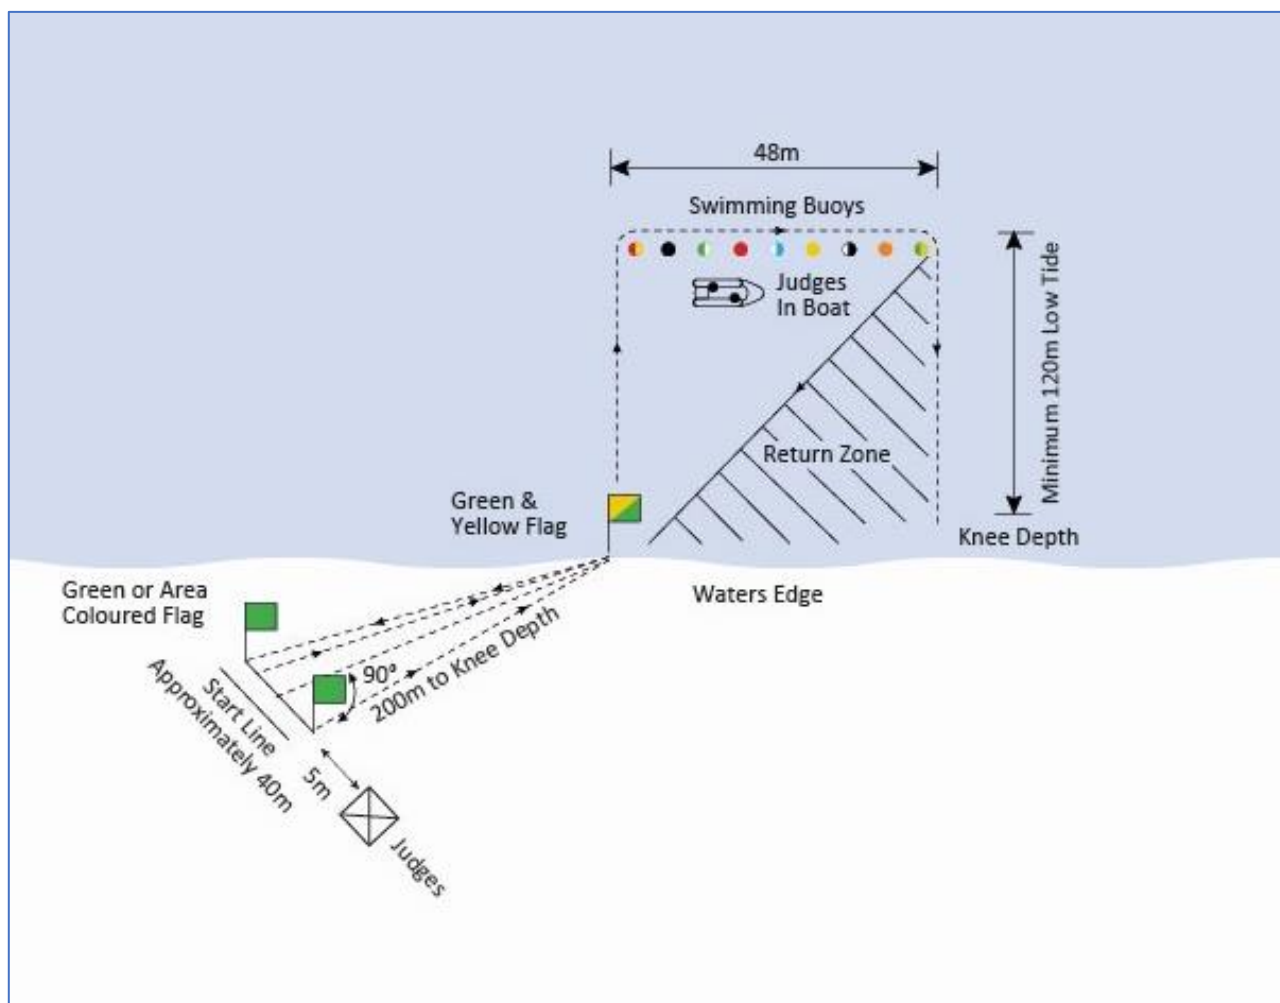 48m
Swimming Buoys
Judges
In Boat
Minimum 120m Low Tide
Return Zone
Green &
Yellow Flag
Knee Depth
Green or Area
Coloured Flag
Waters Edge
90º
200m to Knee Depth
Start Line
Approximately 40m
5m
Judges